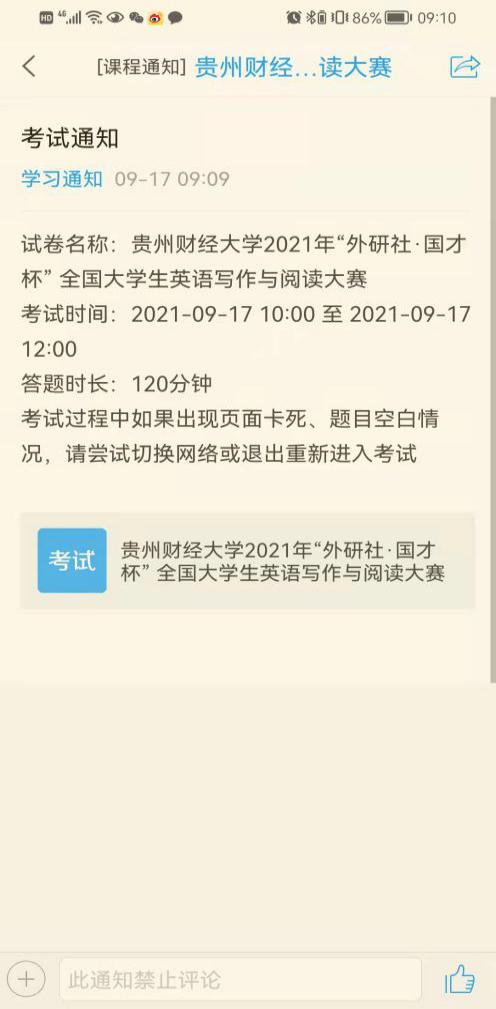 HD 4G 86% 09:10
[课程通知] 贵州财经...读大赛
考试通知
学习通知 09-17 09:09
试卷名称：贵州财经大学2021年“外研社·国才
杯” 全国大学生英语写作与阅读大赛
考试时间：2021-09-17 10:00 至 2021-09-17
12:00
答题时长：120分钟
考试过程中如果出现页面卡死、题目空白情
况，请尝试切换网络或退出重新进入考试
考试
贵州财经大学2021年“外研社·国才
杯” 全国大学生英语写作与阅读大赛
此通知禁止评论